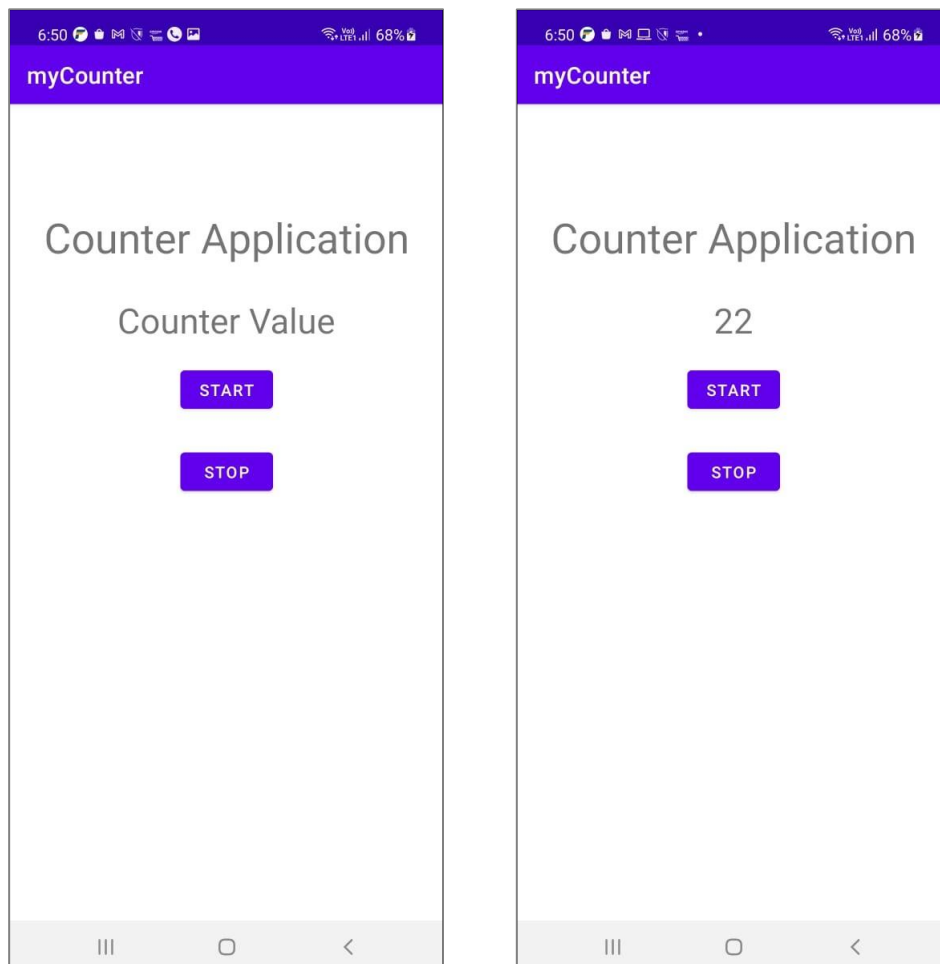 6:50 68%
myCounter
Counter Application
Counter Value
START
STOP
6:50 68%
myCounter
Counter Application
22
START
STOP